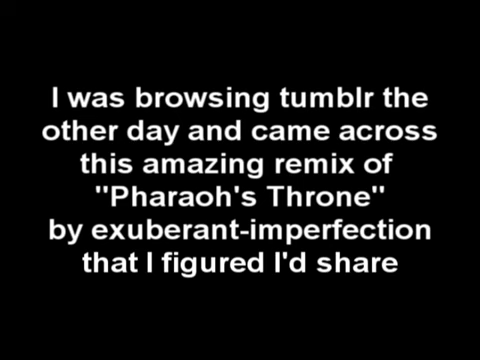 I was browsing tumblr the
other day and came across
this amazing remix of
"Pharaoh's Throne"
by exuberant-imperfection
that I figured I'd share